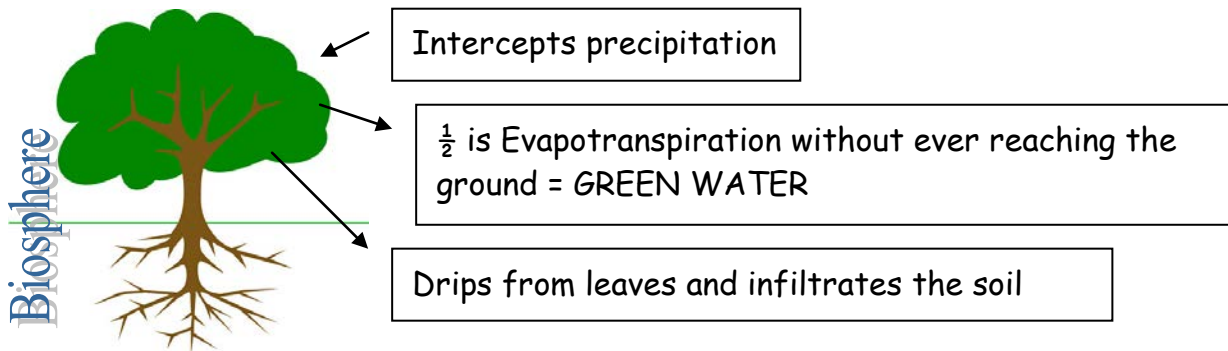 Biosphere
Intercepts precipitation
½ is Evapotranspiration without ever reaching the
ground = GREEN WATER
Drips from leaves and infiltrates the soil